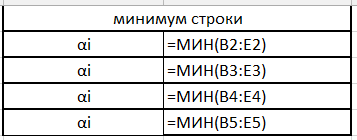 минимум строки
αi =МИН(B2:E2)
αi =МИН(B3:E3)
αi =МИН(B4:E4)
αi =МИН(B5:E5)